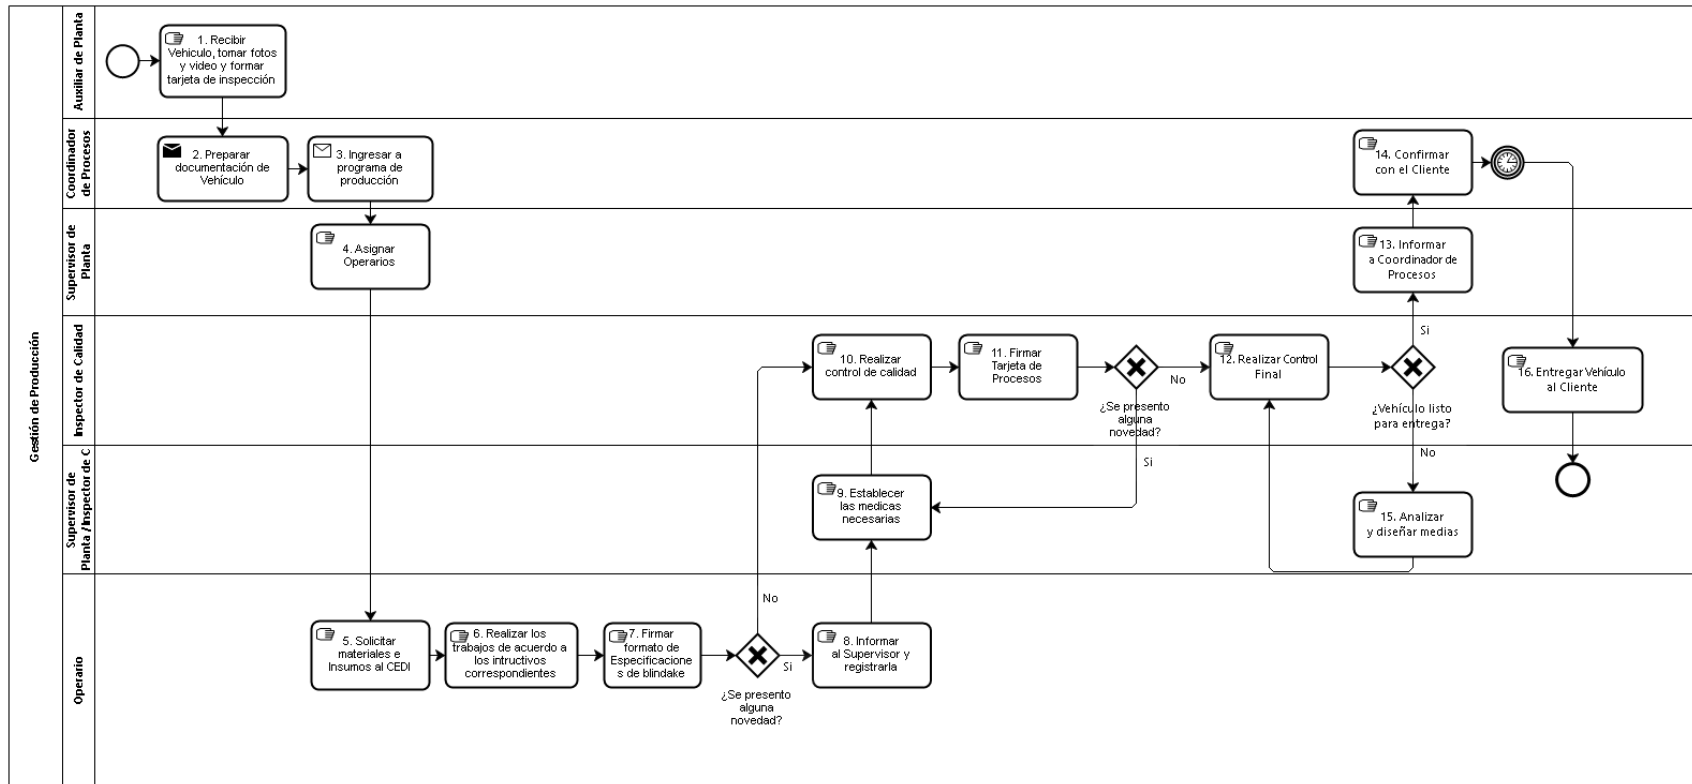 Gestión de Producción
Auxiliar de Planta
1. Recibir
Vehiculo, tomar fotos
y video y formar
tarjeta de inspección
Coordinador
de Procesos
2. Preparar
documentación de
Vehículo
3. Ingresar a
programa de
producción
14. Confirmar
con el Cliente
Supervisor de
Planta
4. Asignar
Operarios
13. Informar
a Coordinador de
Procesos
Inspector de Calidad
10. Realizar
control de calidad
11. Firmar
Tarjeta de
Procesos
¿Se presento
alguna
novedad?
No
Si
12. Realizar Control
Final
¿Vehículo listo
para entrega?
Si
No
16. Entregar Vehículo
al Cliente
Supervisor de
Planta / Inspector de C
9. Establecer
las medicas
necesarias
15. Analizar
y diseñar medias
Operario
5. Solicitar
materiales e
Insumos al CEDI
6. Realizar los
trabajos de acuerdo a
los intructivos
correspondientes
7. Firmar
formato de
Especificacione
s de blindake
¿Se presento
alguna
novedad?
No
Si
8. Informar
al Supervisor y
registrarla